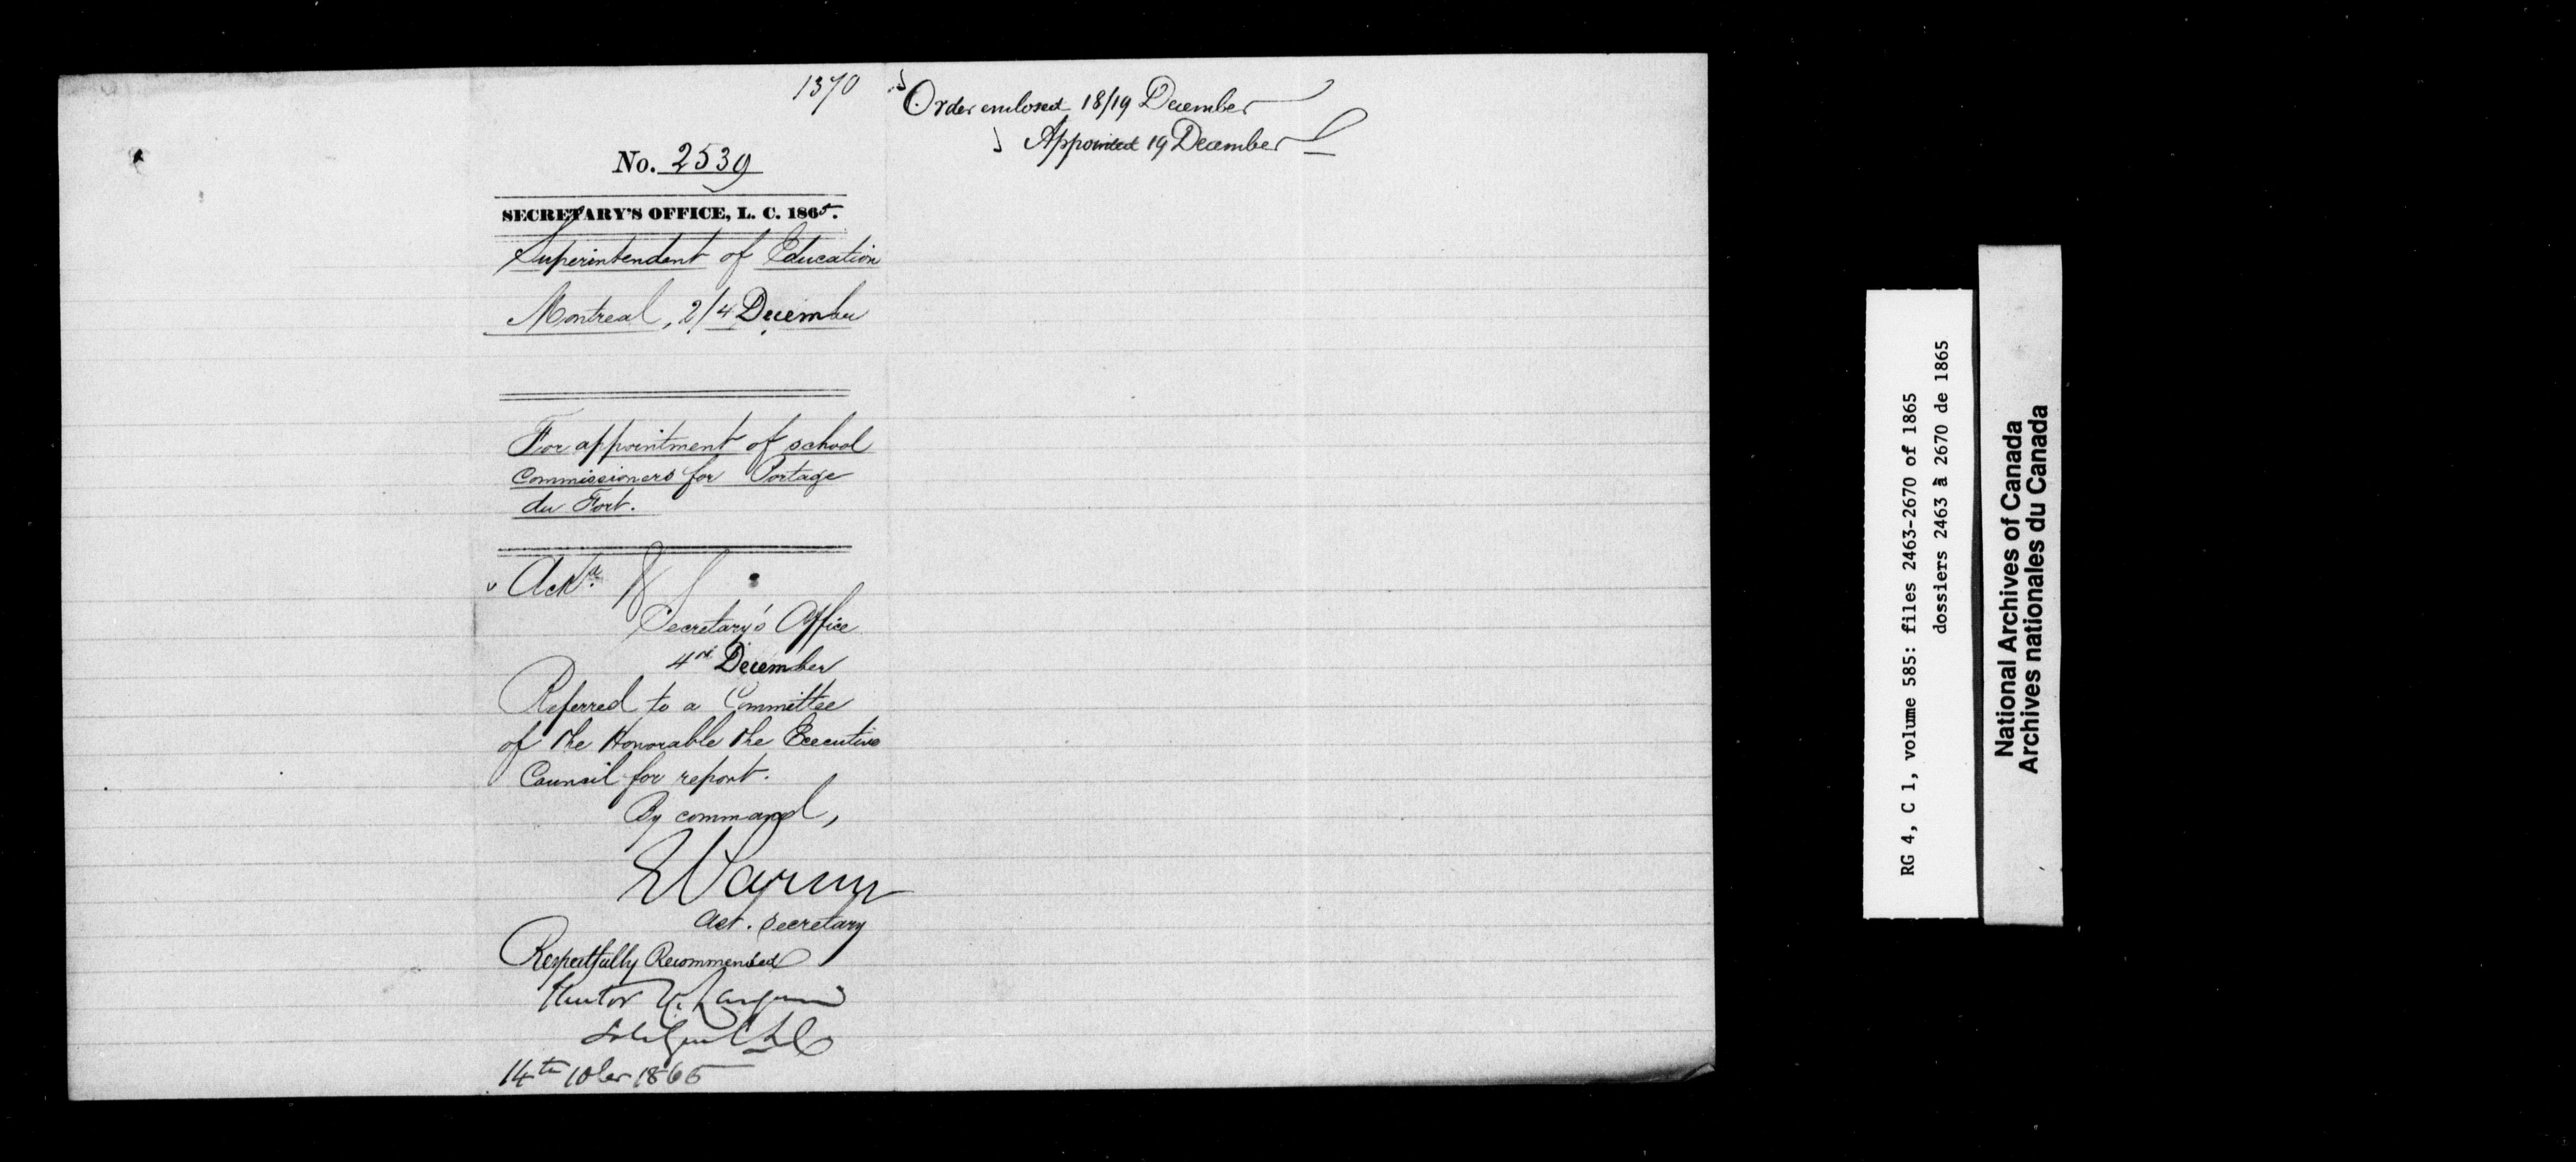 1370
No. 2539
SECRETARY'S OFFICE, L. C. 1865.
Superintendent of Education
Montreal, 2/4 December
For appointment of school
Commissioners for Portage
du Fort.
Ackd.
Secretary's Office
4th December
Referred to a Committee
of the Honorable the Executive
Council for report.
By command,
Act. Secretary
Respectfully Recommended
Hector L. Langevin
Sol. Genl. L.C.
14th 10ber 1865
Order enclosed 18/19 December
Appointed 19 December
RG 4, C 1, volume 585: files 2463-2670 of 1865
dossiers 2463 à 2670 de 1865
National Archives of Canada
Archives nationales du Canada